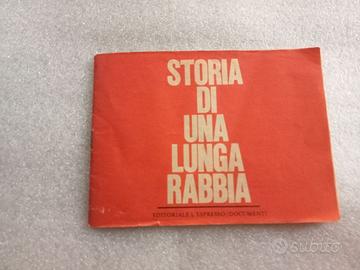 STORIA
DI
UNA
LUNGA
RABBIA
EDITORIALE L'ESPRESSO/DOCUMENTI
subito